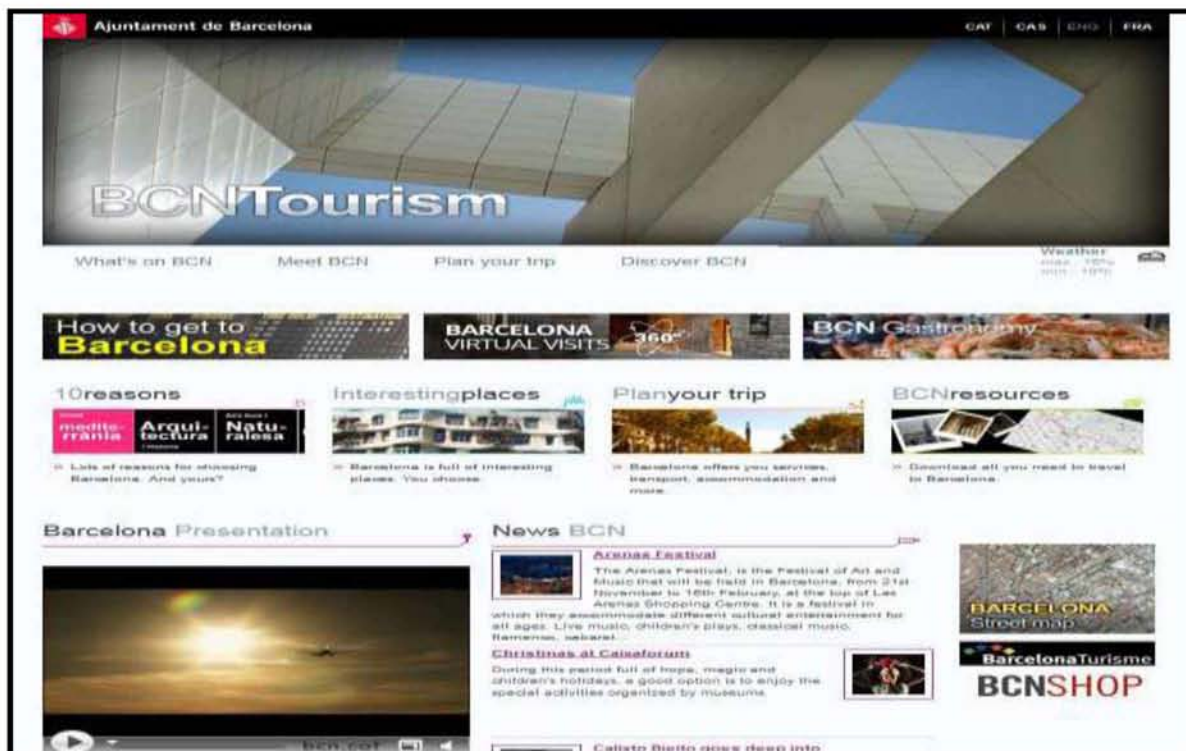 Ajuntament de Barcelona
CAT | CAS | ENG | FRA
BCNTourism
What's on BCN
Meet BCN
Plan your trip
Discover BCN
Weather
How to get to
Barcelona
BARCELONA
VIRTUAL VISITS
360º
BCN Gastronomy
10reasons
medite-
rrània
Arqui-
tectura
Natu-
ralesa
» Lots of reasons for choosing
Barcelona. And yours?
Interestingplaces
» Barcelona is full of interesting
places. You choose.
Planyour trip
» Barcelona offers you services,
transport, accommodation and
more.
BCNresources
» Download all you need to travel
to Barcelona.
Barcelona Presentation
bcn.cat
News BCN
Arenas Festival
The Arenas Festival, is the Festival of Art and
Music that will be held in Barcelona, from 21st
November to 16th February, at the top of Las
Arenas Shopping Centre. It is a festival in
which they accommodate different cultural entertainment for
all ages. Live music, children's plays, classical music,
flamenco, cabaret...
Christmas at Caixaforum
During this period full of hope, magic and
children's holidays, a good option is to enjoy the
special activities organized by museums
Calixto Bieito goes deep into
BARCELONA
Street map
BarcelonaTurisme
BCNSHOP